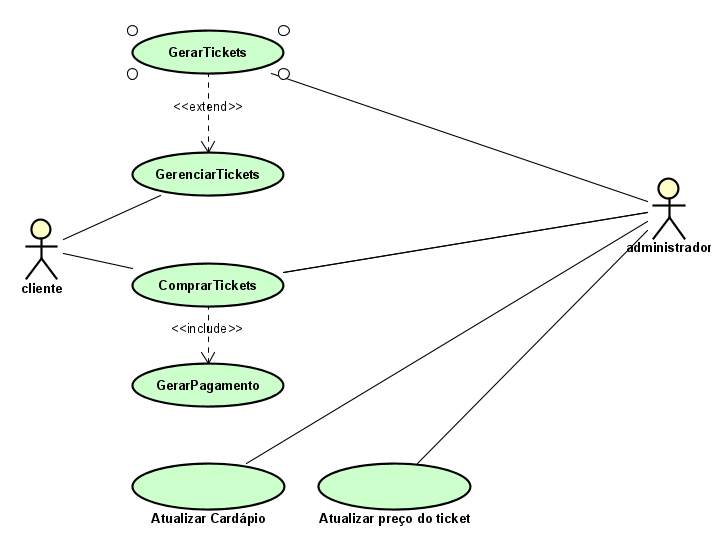 GerarTickets
<<extend>>
GerenciarTickets
cliente
administrador
ComprarTickets
<<include>>
GerarPagamento
Atualizar Cardápio
Atualizar preço do ticket